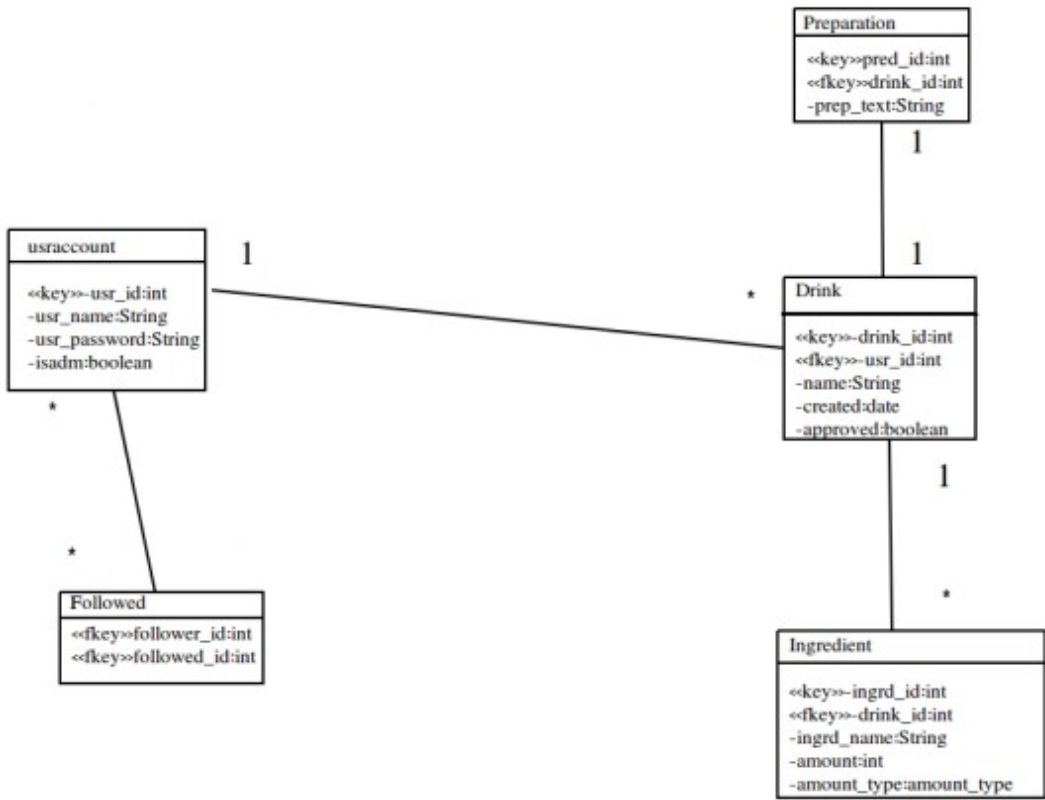 Preparation
«key»pred_id:int
«fkey»drink_id:int
-prep_text:String
1
usraccount
«key»-usr_id:int
-usr_name:String
-usr_password:String
-isadm:boolean
1
*
1
Drink
«key»-drink_id:int
«fkey»-usr_id:int
-name:String
-created:date
-approved:boolean
*
*
1
*
Followed
«fkey»follower_id:int
«fkey»followed_id:int
Ingredient
«key»-ingrd_id:int
«fkey»-drink_id:int
-ingrd_name:String
-amount:int
-amount_type:amount_type